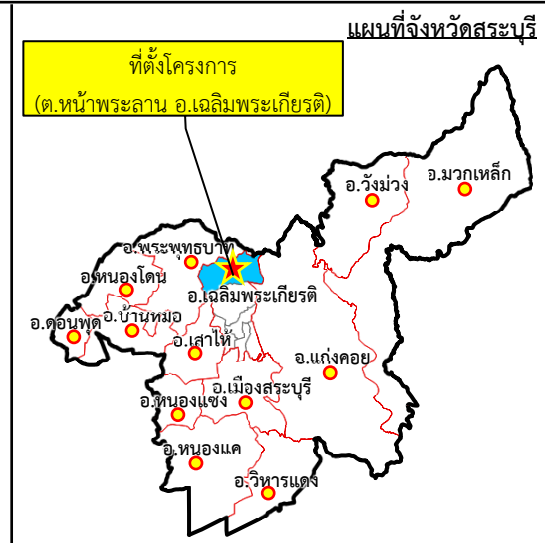 แผนที่จังหวัดสระบุรี
ที่ตั้งโครงการ
(ต.หน้าพระลาน อ.เฉลิมพระเกียรติ)
อ.วังม่วง
อ.มวกเหล็ก
อ.พระพุทธบาท
อ.หนองโดน
อ.เฉลิมพระเกียรติ
อ.ดอนพุด
อ.บ้านหมอ
อ.เสาไห้
อ.แก่งคอย
อ.เมืองสระบุรี
อ.หนองแซง
อ.หนองแค
อ.วิหารแดง